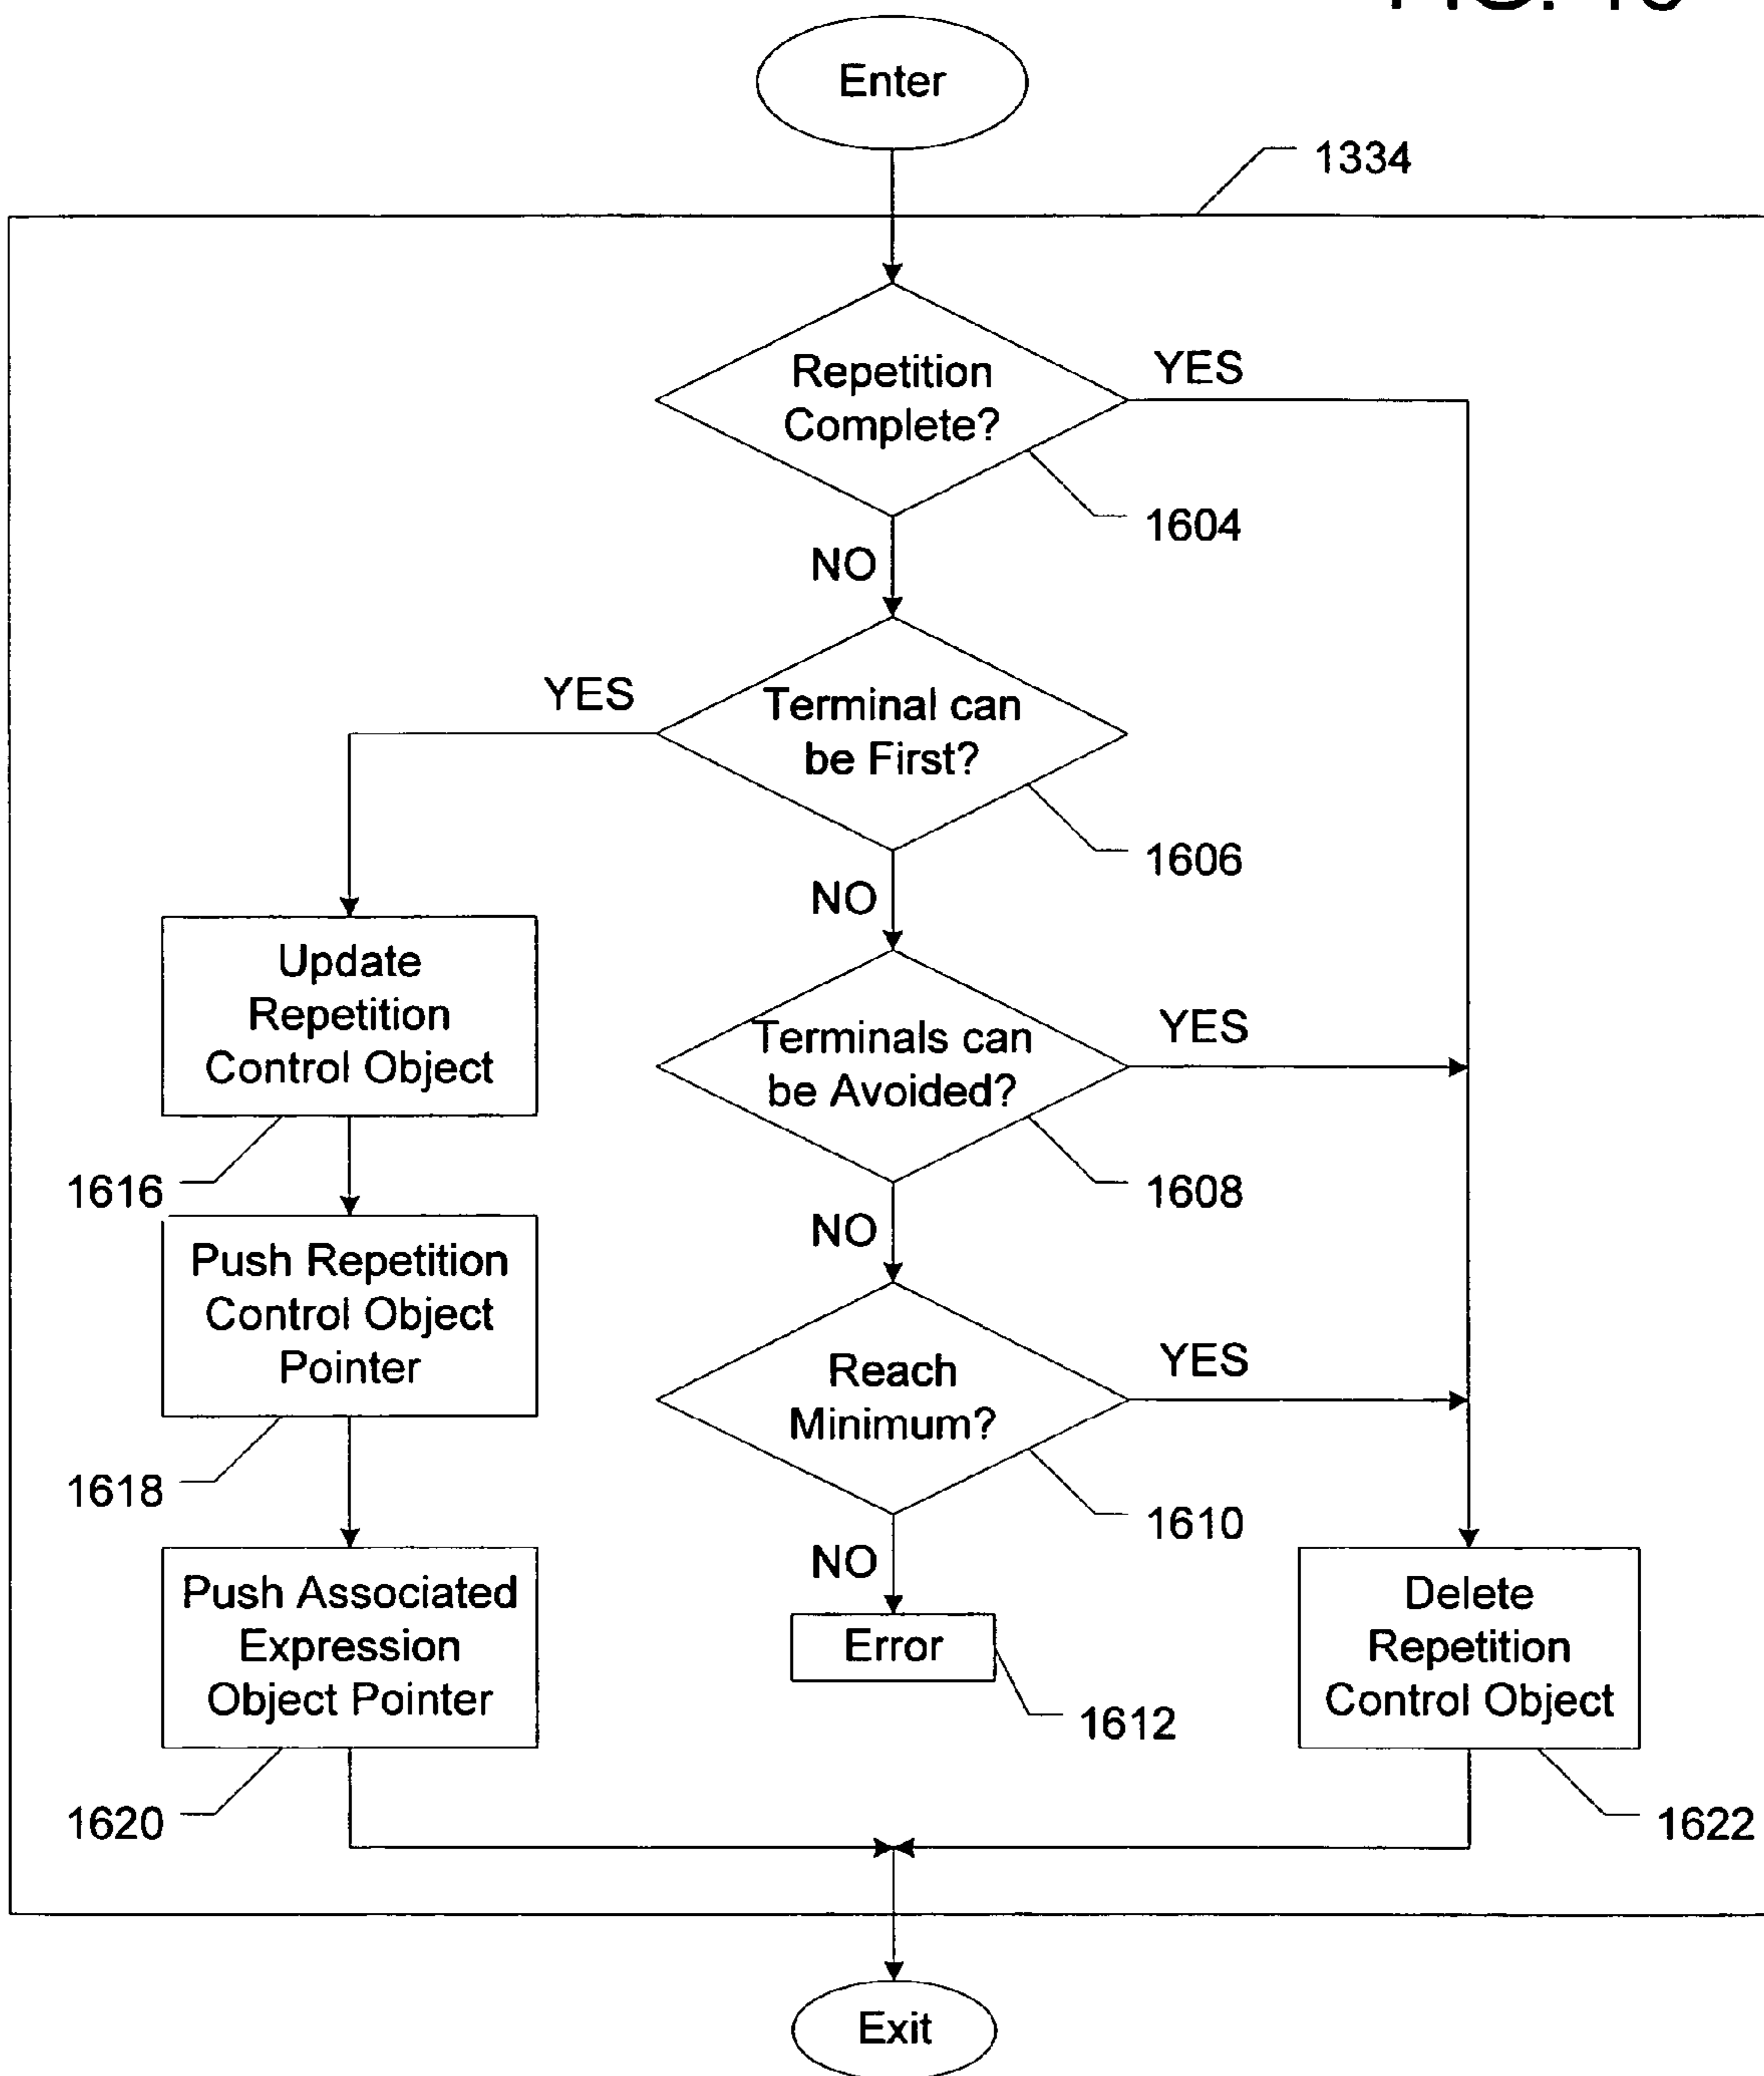 Enter
1334
Repetition
Complete?
YES
1604
NO
Terminal can
be First?
YES
1606
NO
Update
Repetition
Control Object
1616
Terminals can
be Avoided?
YES
1608
NO
Push Repetition
Control Object
Pointer
1618
Reach
Minimum?
YES
1610
NO
Push Associated
Expression
Object Pointer
1620
Error
1612
Delete
Repetition
Control Object
1622
Exit